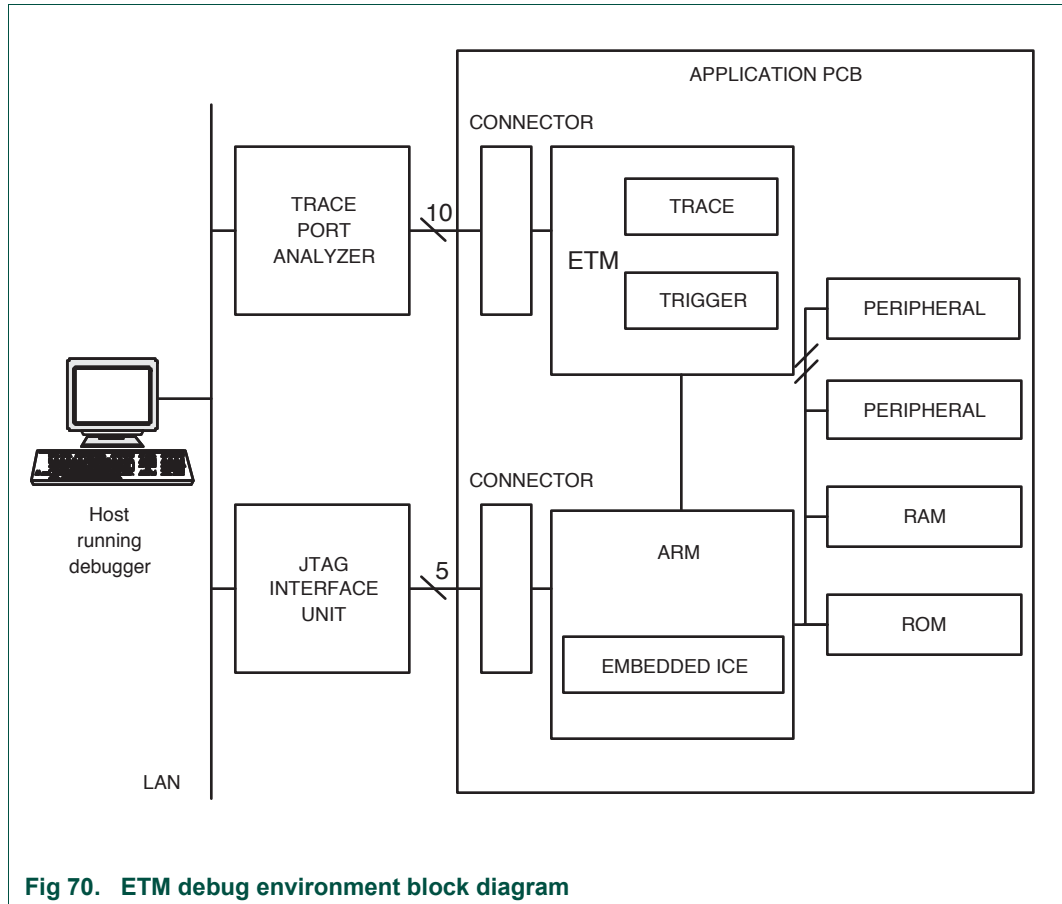 APPLICATION PCB
CONNECTOR
TRACE
PORT
ANALYZER
10
ETM
TRACE
TRIGGER
PERIPHERAL
PERIPHERAL
Host
running
debugger
CONNECTOR
JTAG
INTERFACE
UNIT
5
ARM
EMBEDDED ICE
RAM
ROM
LAN
Fig 70. ETM debug environment block diagram